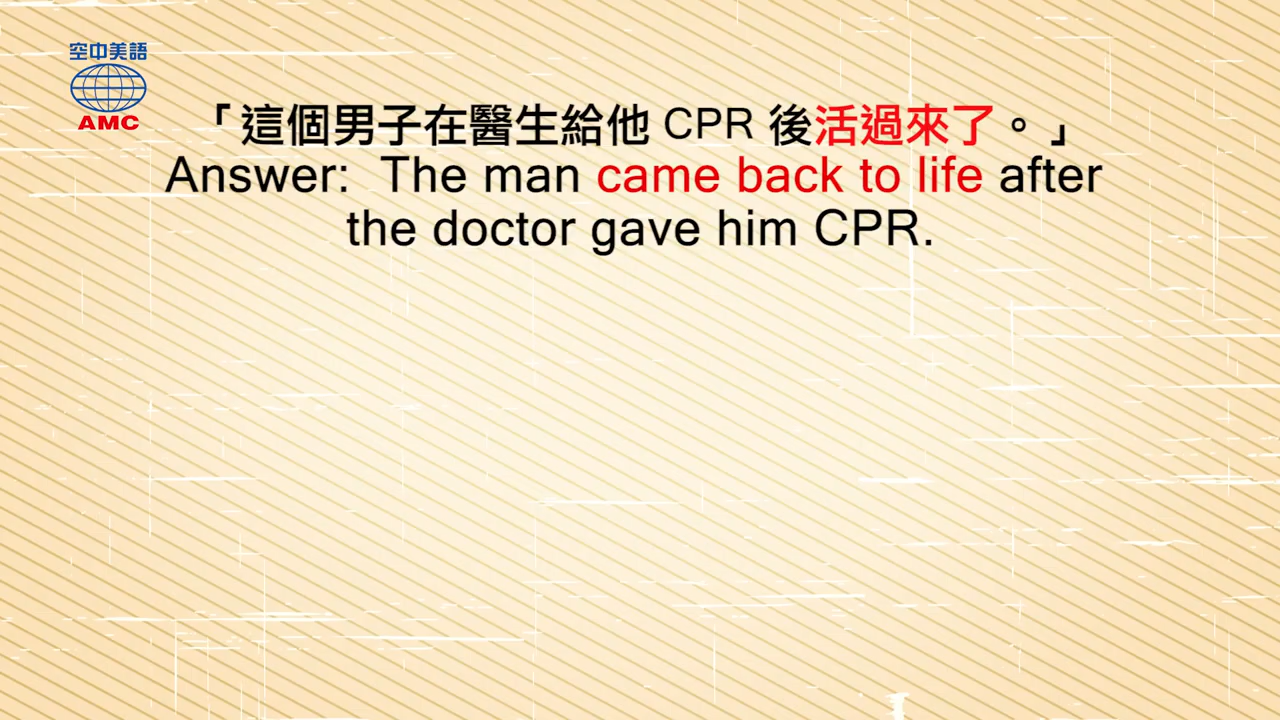 空中美語
AMC
「這個男子在醫生給他 CPR 後活過來了。」
Answer: The man came back to life after
the doctor gave him CPR.